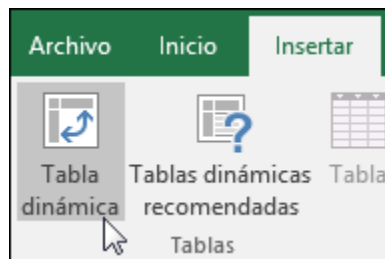 Archivo Inicio Insertar
Tabla dinámica
Tablas dinámicas recomendadas
Tabla
Tablas